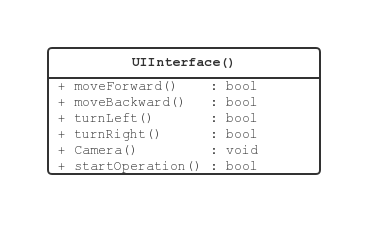 UIInterface()
+ moveForward() : bool
+ moveBackward() : bool
+ turnLeft() : bool
+ turnRight() : bool
+ Camera() : void
+ startOperation() : bool